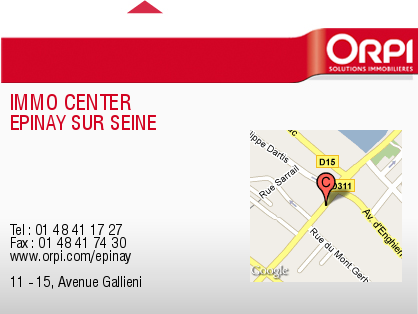 ORPI
SOLUTIONS IMMOBILIÈRES
IMMO CENTER
EPINAY SUR SEINE
Tel : 01 48 41 17 27
Fax : 01 48 41 74 30
www.orpi.com/epinay
11 - 15, Avenue Gallieni
ippe Dartis
D15
Rue Sarrail
D311
C
Av. d'Enghien
Rue du Mont Gerb
Google